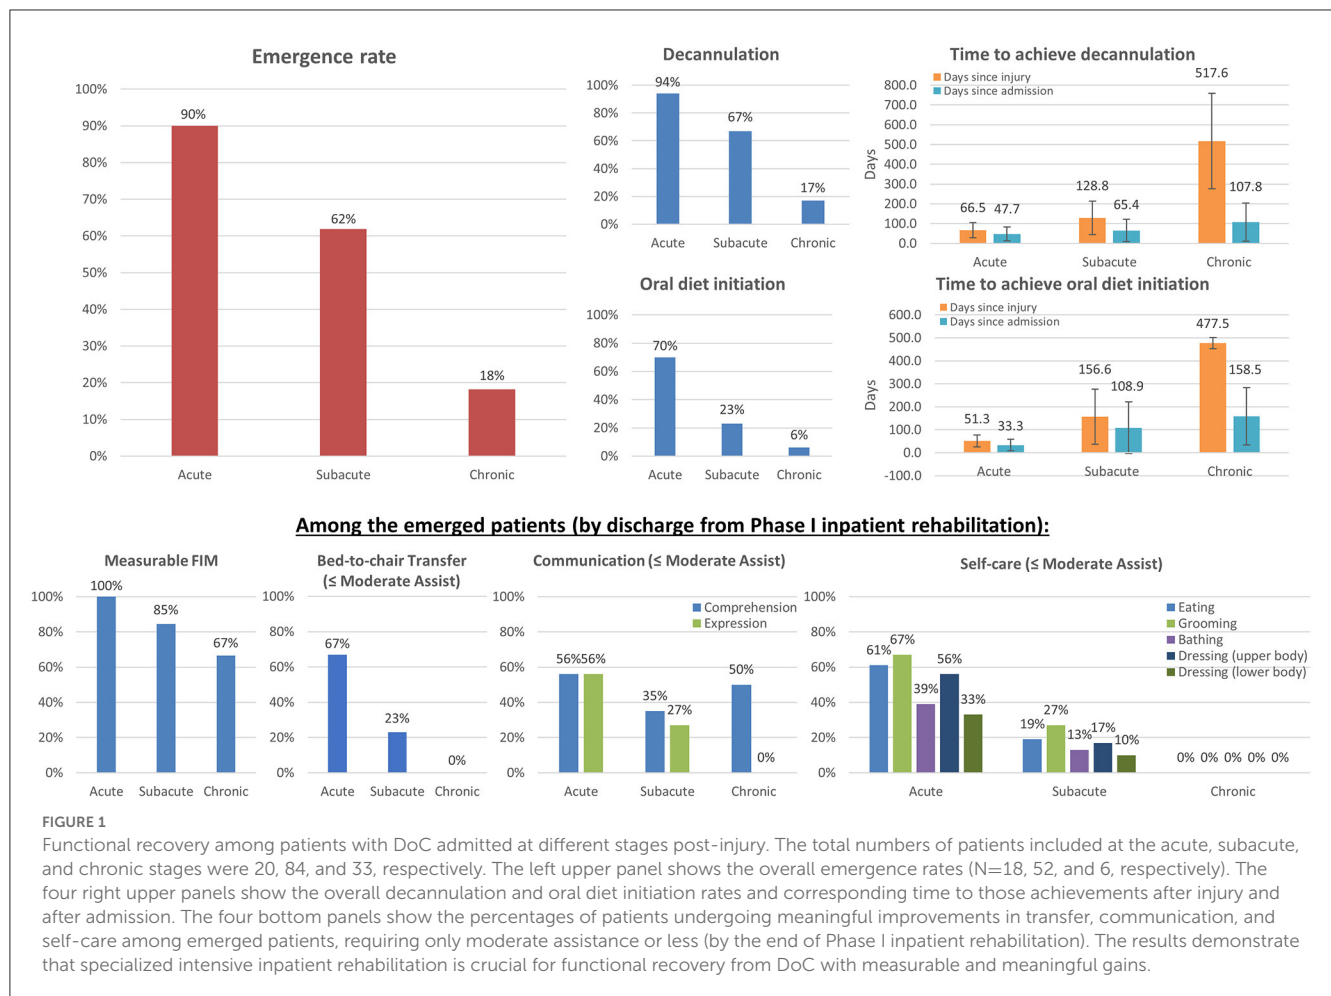 Emergence rate
100%
90%
80%
70%
60%
50%
40%
30%
20%
10%
0%
90%
62%
18%
Acute
Subacute
Chronic
Decannulation
100%
80%
60%
40%
20%
0%
94%
67%
17%
Acute
Subacute
Chronic
Time to achieve decannulation
Days since injury
Days since admission
Days
800.0
700.0
600.0
500.0
400.0
300.0
200.0
100.0
0.0
66.5
47.7
128.8
65.4
517.6
107.8
Acute
Subacute
Chronic
Oral diet initiation
100%
80%
60%
40%
20%
0%
70%
23%
6%
Acute
Subacute
Chronic
Time to achieve oral diet initiation
Days since injury
Days since admission
Days
600.0
500.0
400.0
300.0
200.0
100.0
0.0
-100.0
51.3
33.3
156.6
108.9
477.5
158.5
Acute
Subacute
Chronic
Among the emerged patients (by discharge from Phase I inpatient rehabilitation):
Measurable FIM
100%
80%
60%
40%
20%
0%
100%
85%
67%
Acute
Subacute
Chronic
Bed-to-chair Transfer
(≤ Moderate Assist)
100%
80%
60%
40%
20%
0%
67%
23%
0%
Acute
Subacute
Chronic
Communication (≤ Moderate Assist)
Comprehension
Expression
100%
80%
60%
40%
20%
0%
56%
56%
35%
27%
50%
0%
Acute
Subacute
Chronic
Self-care (≤ Moderate Assist)
Eating
Grooming
Bathing
Dressing (upper body)
Dressing (lower body)
100%
80%
60%
40%
20%
0%
61%
67%
39%
56%
33%
19%
27%
13%
17%
10%
0%
0%
0%
0%
0%
Acute
Subacute
Chronic
FIGURE 1
Functional recovery among patients with DoC admitted at different stages post-injury. The total numbers of patients included at the acute, subacute,
and chronic stages were 20, 84, and 33, respectively. The left upper panel shows the overall emergence rates (N=18, 52, and 6, respectively). The
four right upper panels show the overall decannulation and oral diet initiation rates and corresponding time to those achievements after injury and
after admission. The four bottom panels show the percentages of patients undergoing meaningful improvements in transfer, communication, and
self-care among emerged patients, requiring only moderate assistance or less (by the end of Phase I inpatient rehabilitation). The results demonstrate
that specialized intensive inpatient rehabilitation is crucial for functional recovery from DoC with measurable and meaningful gains.